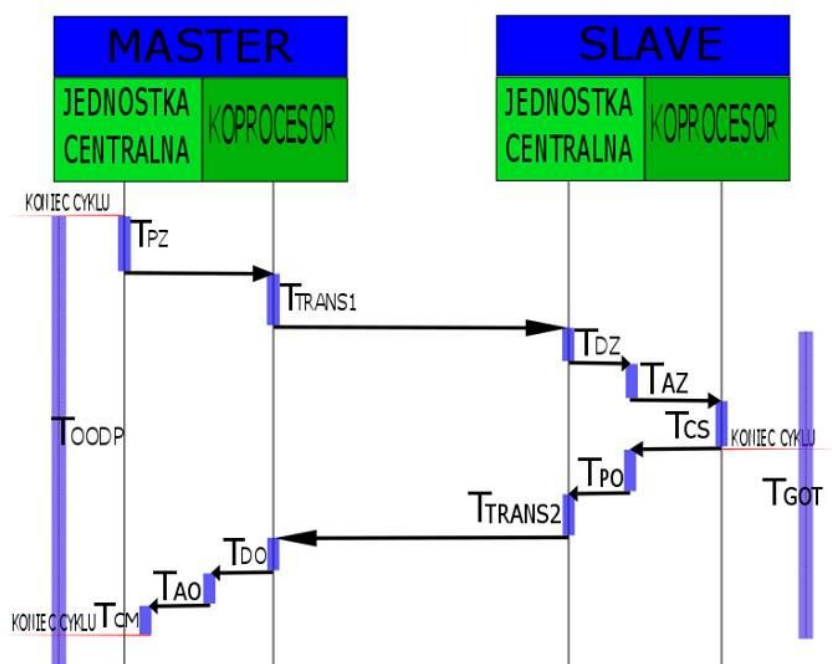 MASTER
SLAVE
JEDNOSTKA
CENTRALNA
KOPROCESOR
JEDNOSTKA
CENTRALNA
KOPROCESOR
KONIEC CYKLU
TPZ
TTRANS1
TDZ
TAZ
TOODP
TCS
KONIEC CYKLU
TPO
TGOT
TTRANS2
TDO
TAO
KONIEC CYKLU TCM